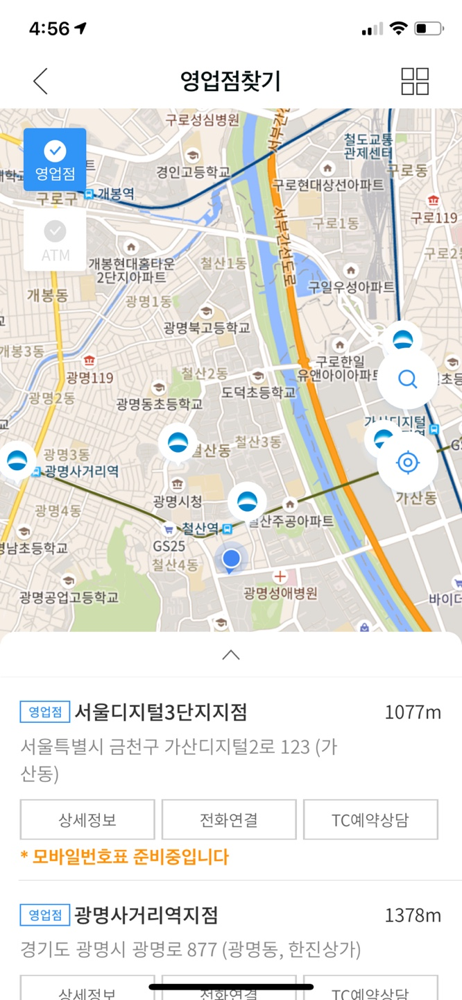 4:56
영업점찾기
구로성심병원
서부간선도로
철도교통
관제센터
영업점
경인고등학교
구로동
개봉역
구로현대상선아파트
구로구
구로119
ATM
구로1동
서부간선도로
개봉현대홈타운
2단지아파트
철산1동
구일우성아파트
개봉동
광명1동
광명북고등학교
개봉3동
구로한일
유앤아이아파트
광명119
철산2동
도덕초등학교
광명2동
광명동초등학교
가산디지털
철산3동
광명3동
광명사거리역
광명시청
가산동
광명4동
철산역
철산주공아파트
GS25
철산4동
광명공업고등학교
광명성애병원
영업점 서울디지털3단지지점 1077m
서울특별시 금천구 가산디지털2로 123 (가
산동)
상세정보 전화연결 TC예약상담
* 모바일번호표 준비중입니다
영업점 광명사거리역지점 1378m
경기도 광명시 광명로 877 (광명동, 한진상가)
상세정보 전화연결 TC예약상담